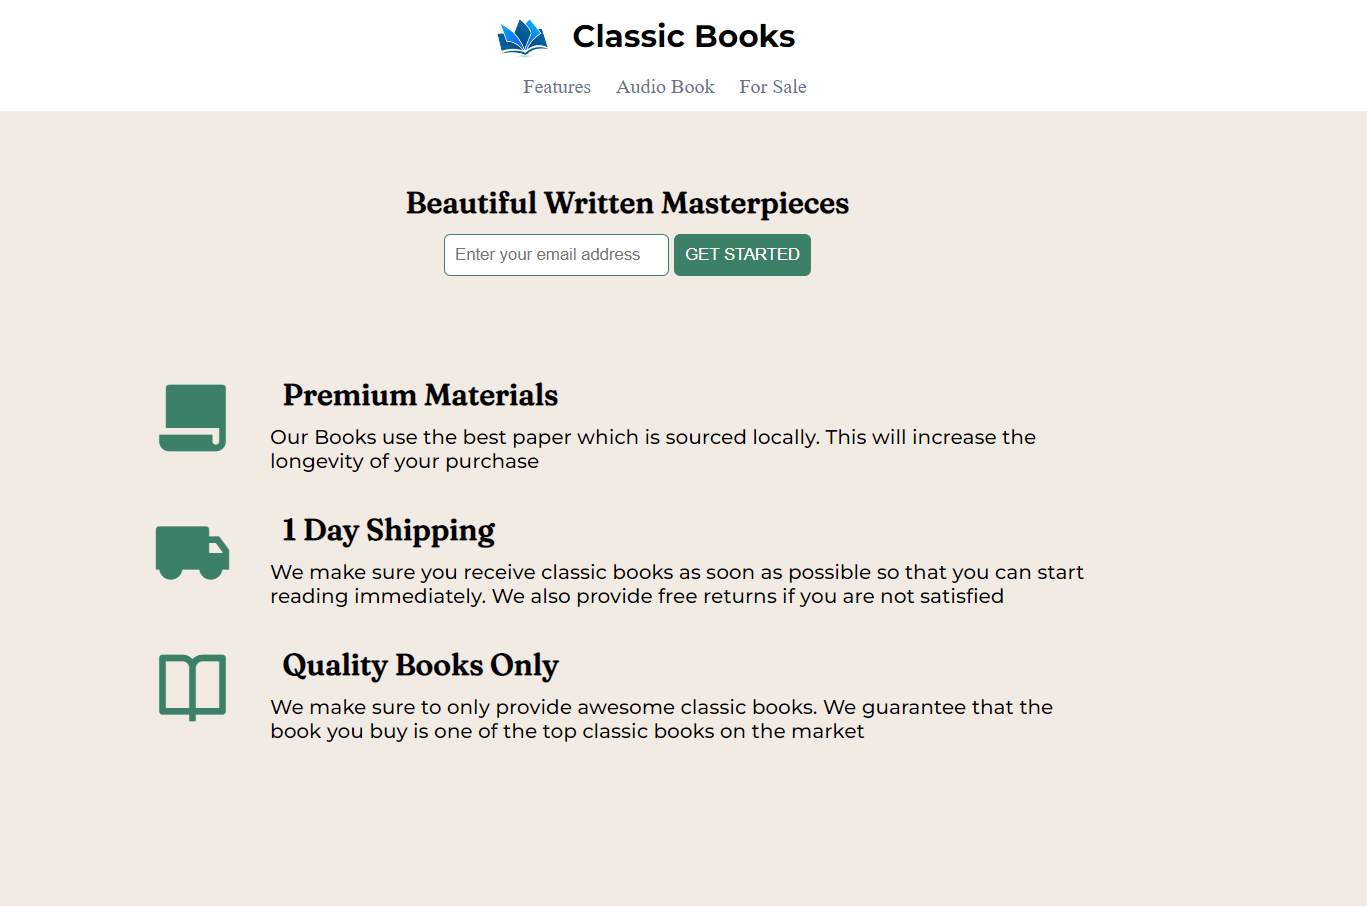 Classic Books
Features Audio Book For Sale
Beautiful Written Masterpieces
Enter your email address GET STARTED
Premium Materials
Our Books use the best paper which is sourced locally. This will increase the
longevity of your purchase
1 Day Shipping
We make sure you receive classic books as soon as possible so that you can start
reading immediately. We also provide free returns if you are not satisfied
Quality Books Only
We make sure to only provide awesome classic books. We guarantee that the
book you buy is one of the top classic books on the market